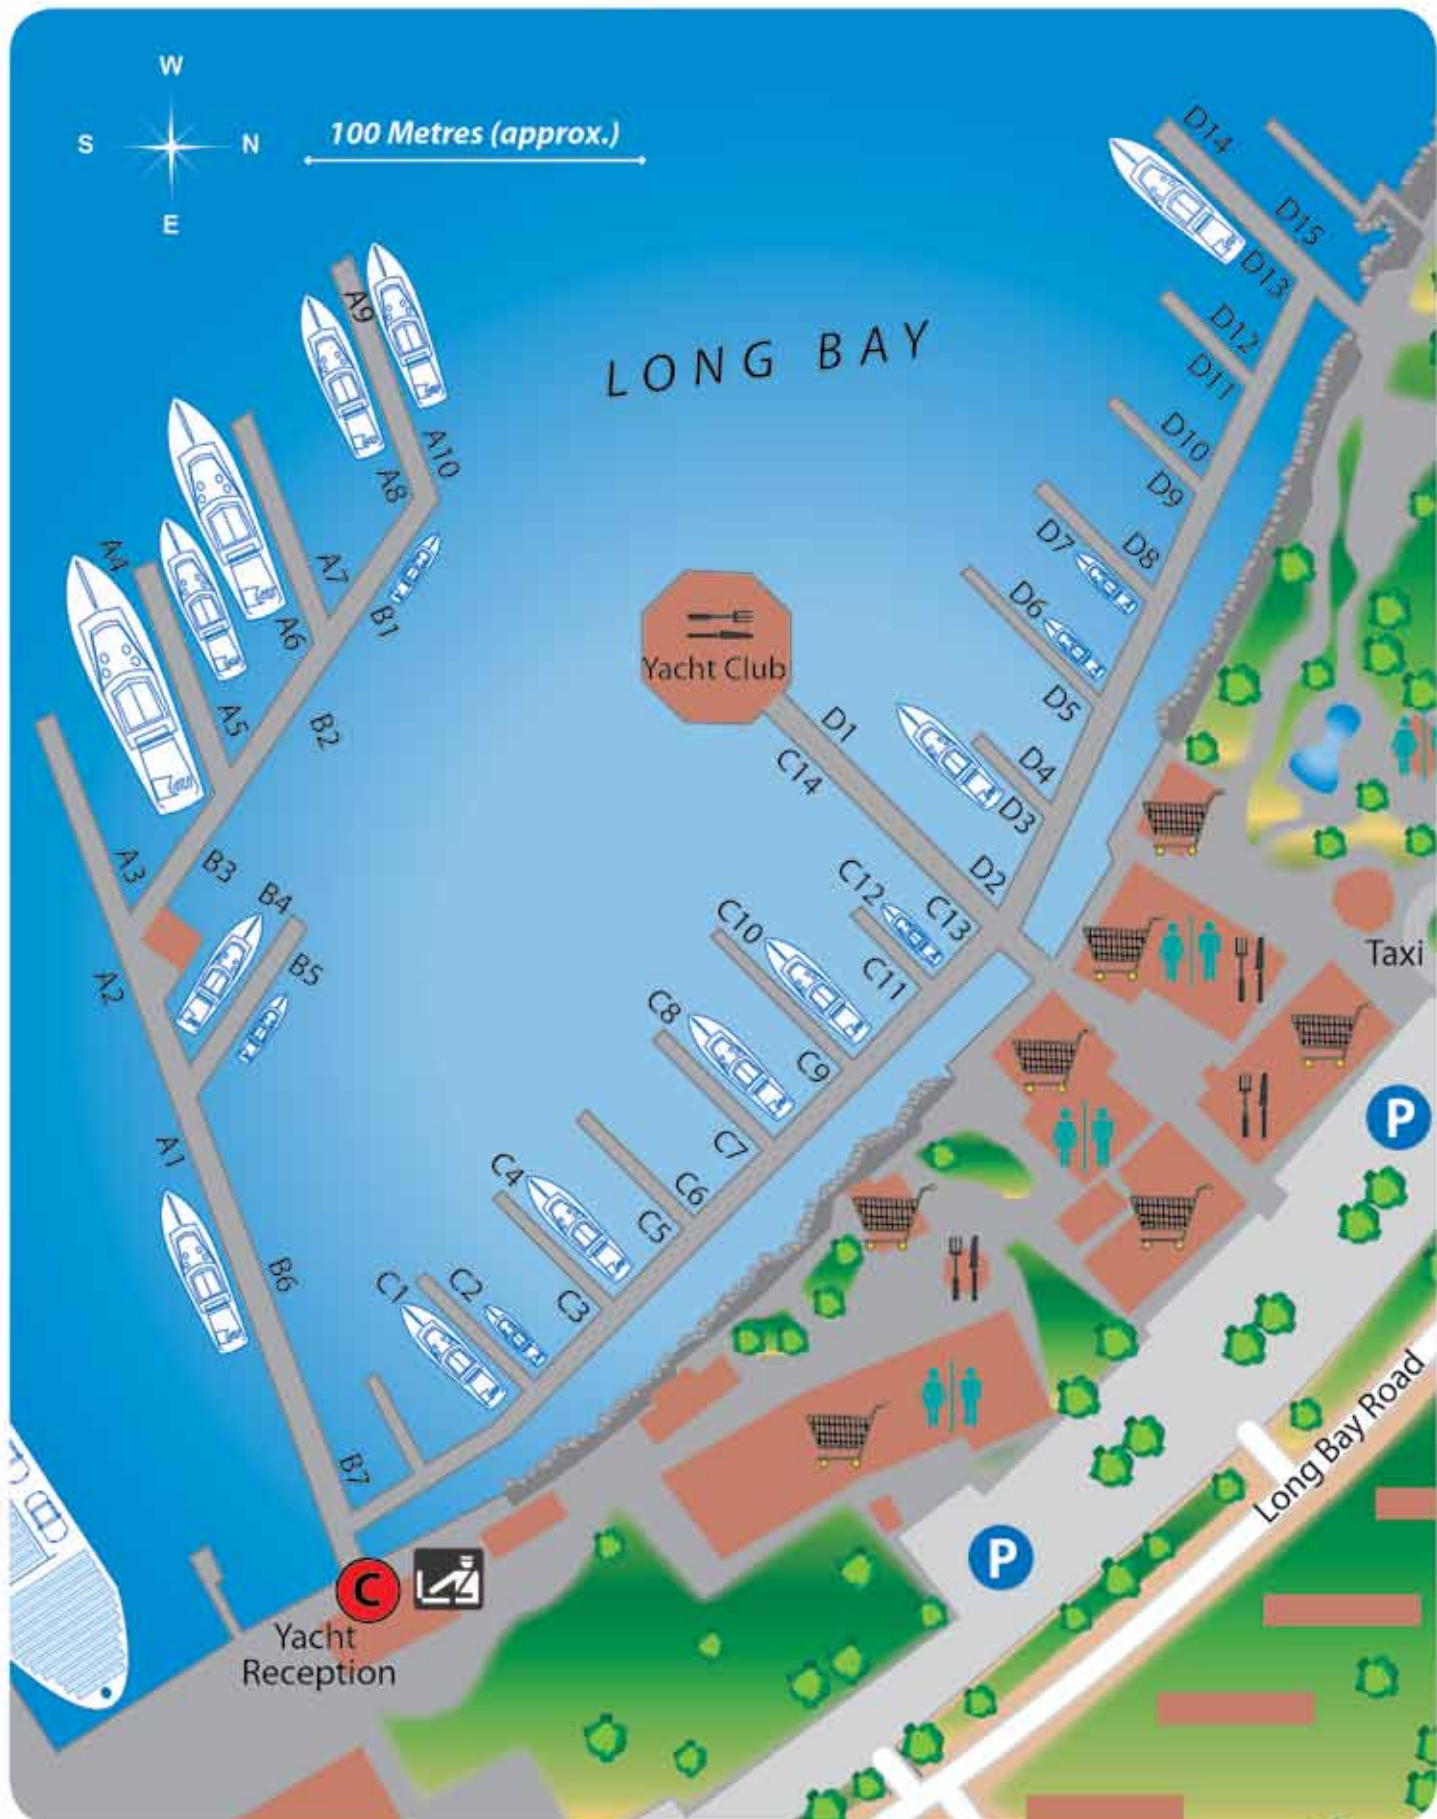 W
S
N
E
100 Metres (approx.)
LONG BAY
D14
D15
D13
D12
D11
D10
D9
D8
D7
D6
D5
D4
D3
D2
D1
A9
A10
A8
A7
A6
A4
A5
A3
A2
A1
B1
B2
B3
B4
B5
B6
B7
Yacht Club
C14
C13
C12
C11
C10
C9
C8
C7
C6
C5
C4
C3
C2
C1
Taxi
P
P
Long Bay Road
C
Yacht
Reception